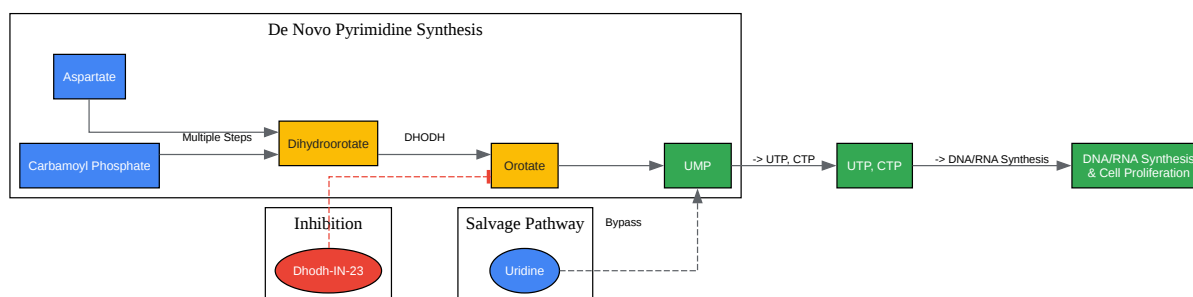 De Novo Pyrimidine Synthesis
Aspartate
Multiple Steps
Carbamoyl Phosphate
Dihydroorotate
DHODH
Orotate
UMP
-> UTP, CTP
UTP, CTP
-> DNA/RNA Synthesis
DNA/RNA Synthesis
& Cell Proliferation
Inhibition
Dhodh-IN-23
Salvage Pathway
Uridine
Bypass